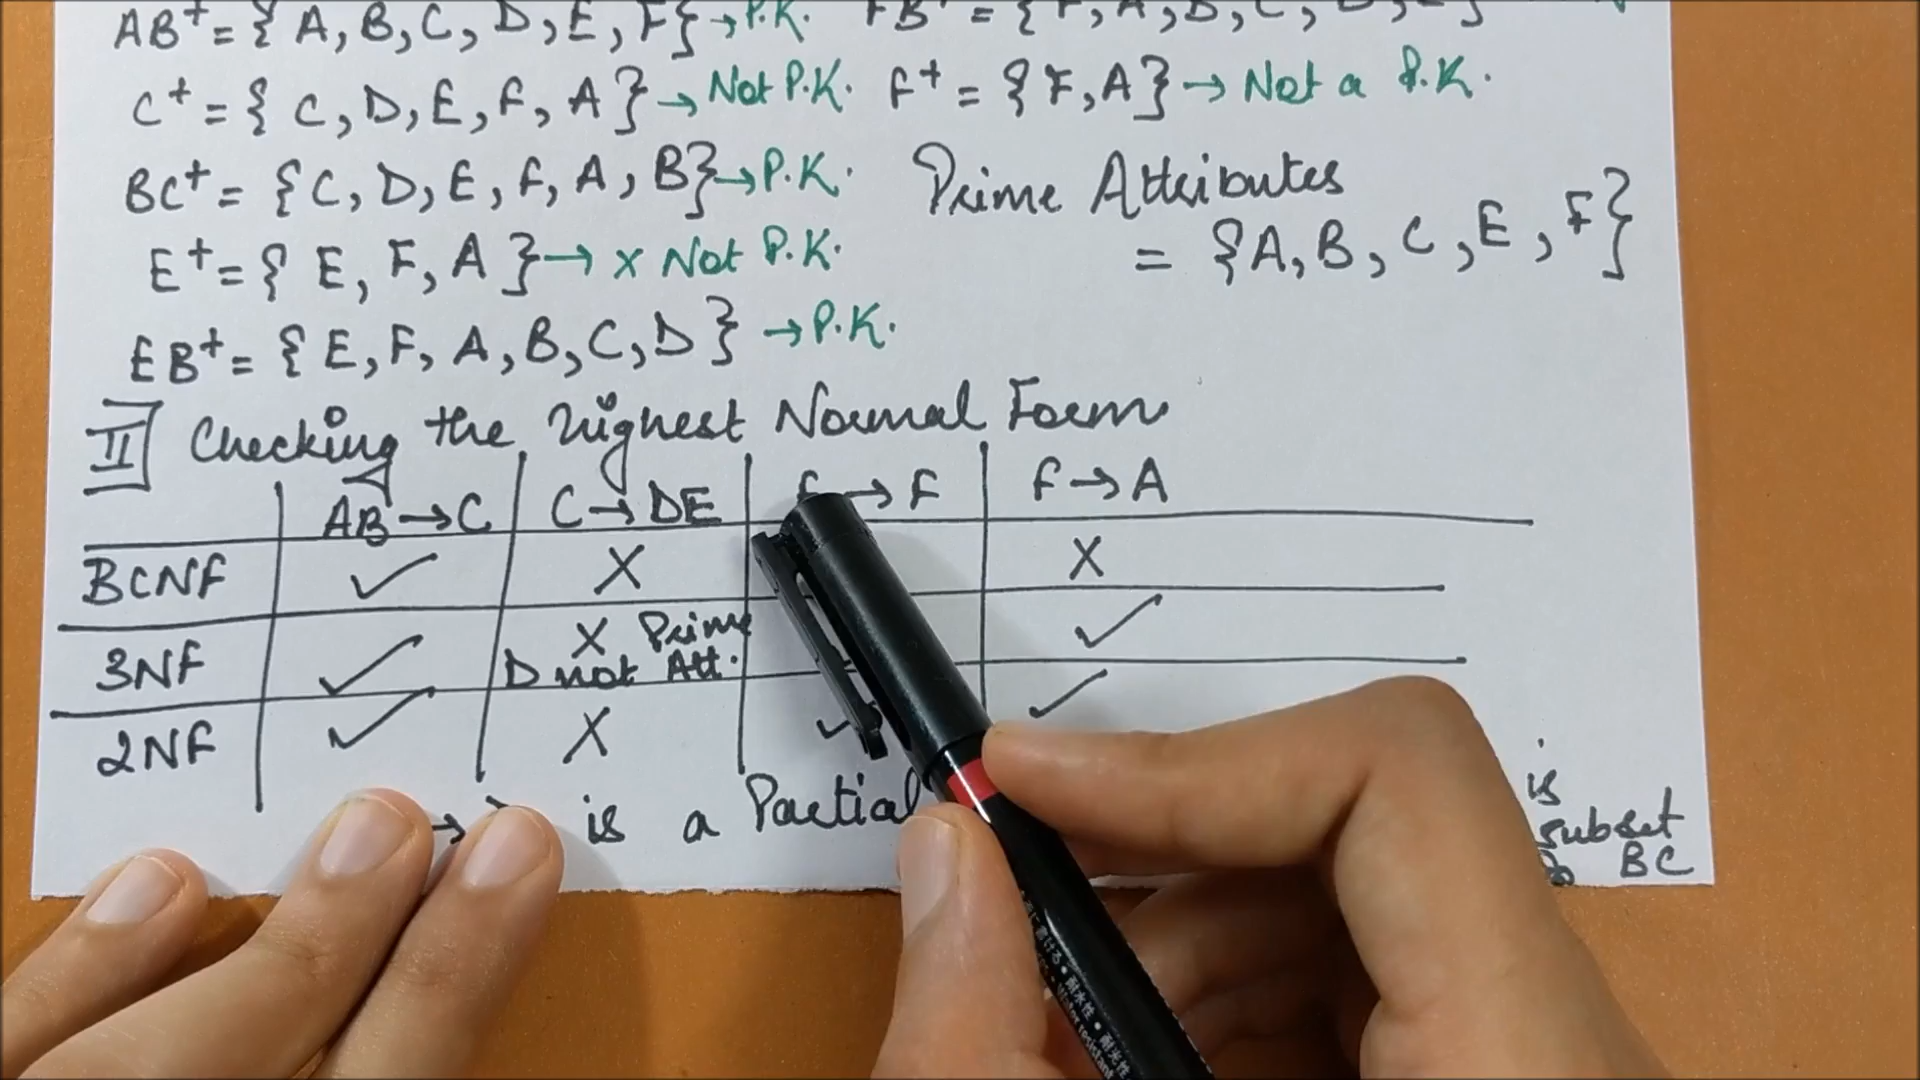 AB⁺ = { A, B, C, D, E, F} → P.K.
C⁺ = { C, D, E, F, A } → Not P.K.
BC⁺ = { C, D, E, F, A, B} → P.K.
E⁺ = { E, F, A } → x Not P.K.
EB⁺ = { E, F, A, B, C, D } → P.K.
F⁺ = { F, A } → Not a P.K.
Prime Attributes
= {A, B, C, E, F}
II Checking the Highest Normal Form
AB → C C → DE → F F → A
BCNF ✓ X X
3NF ✓ X Prime ✓
D not Att.
2NF ✓ X ✓ ✓
→ is a Partial
is
subset
BC